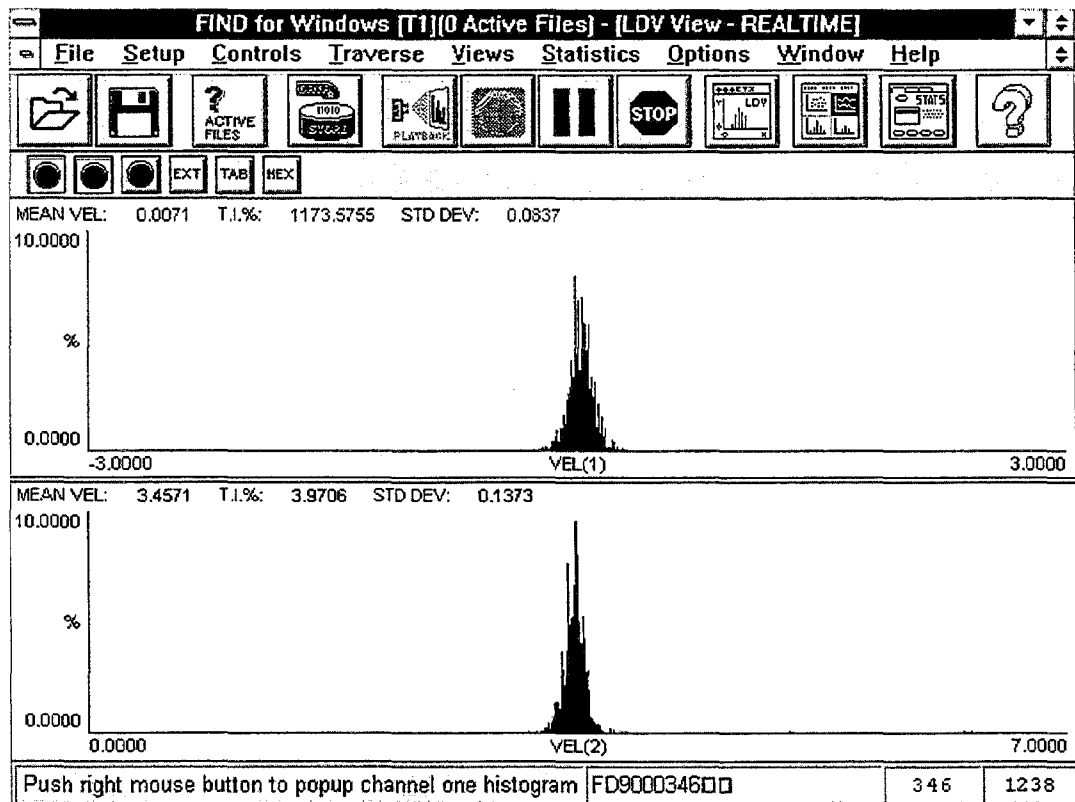 FIND for Windows [T1](0 Active Files) - [LDV View - REALTIME]
File Setup Controls Traverse Views Statistics Options Window Help
? ACTIVE FILES
PLAYBACK
STOP
LDV
STATS
EXT TAB HEX
MEAN VEL: 0.0071 T.I.%: 1173.5755 STD DEV: 0.0837
10.0000
%
0.0000
-3.0000 VEL(1) 3.0000
MEAN VEL: 3.4571 T.I.%: 3.9706 STD DEV: 0.1373
10.0000
%
0.0000
0.0000 VEL(2) 7.0000
Push right mouse button to popup channel one histogram FD9000346□□ 346 1238